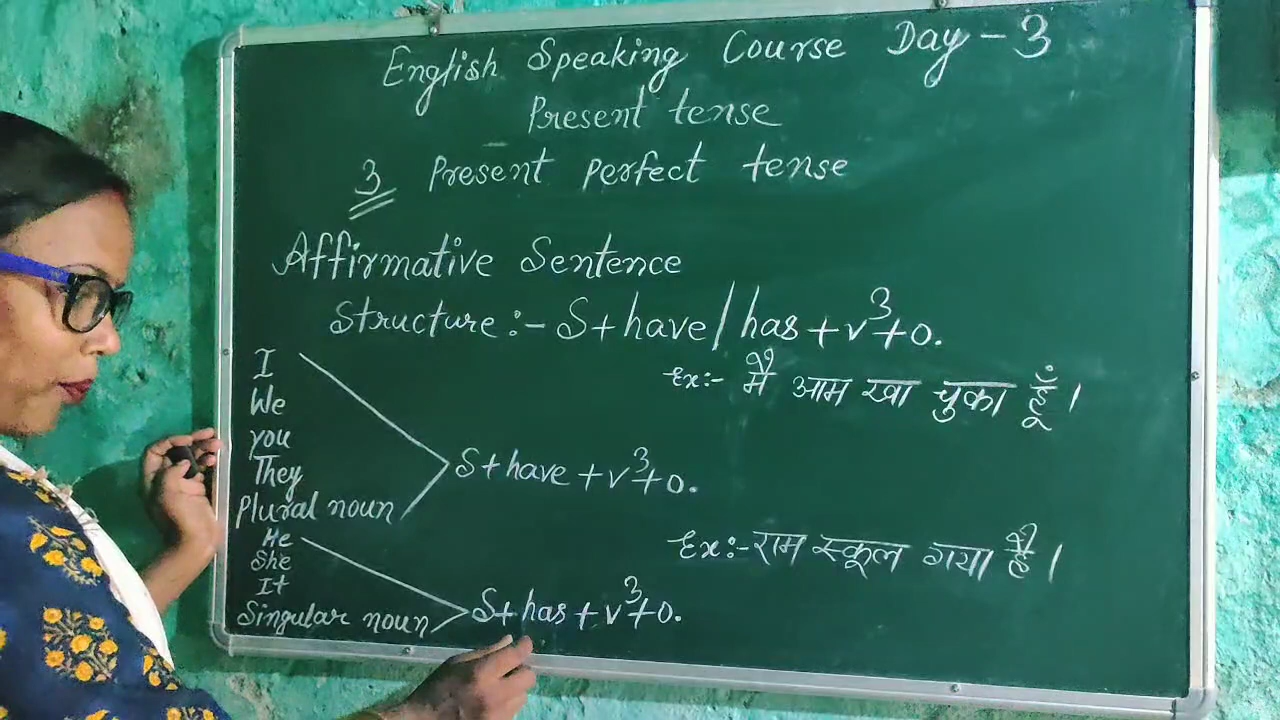 English Speaking Course Day-3
Present tense
3 Present perfect tense
Affirmative Sentence
Structure:- S+have/has+v³+o.
I
We
you
They
Plural noun
S+have+v³+o.
Ex:- मैं आम खा चुका हूँ।
He
She
It
Singular noun
S+has+v³+o.
Ex:- राम स्कूल गया है।